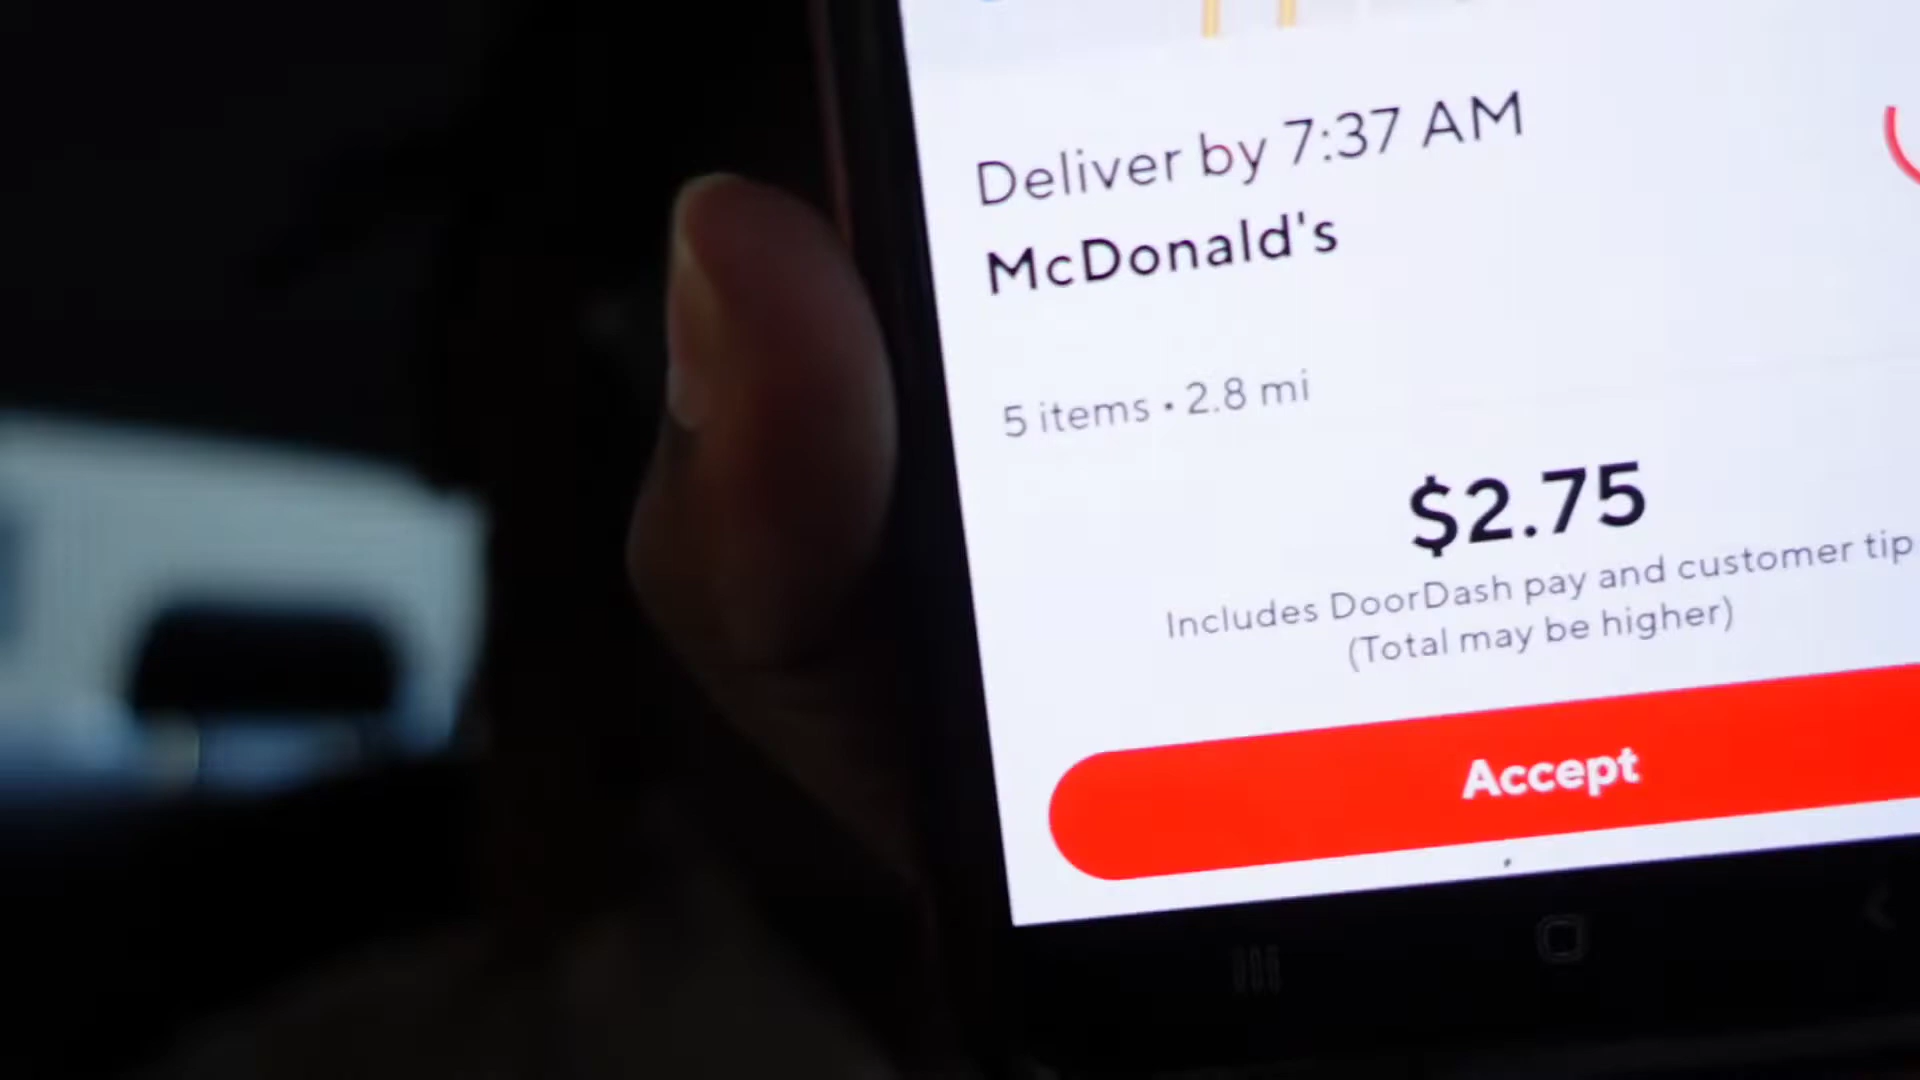 Deliver by 7:37 AM
McDonald's
5 items • 2.8 mi
$2.75
Includes DoorDash pay and customer tip
(Total may be higher)
Accept